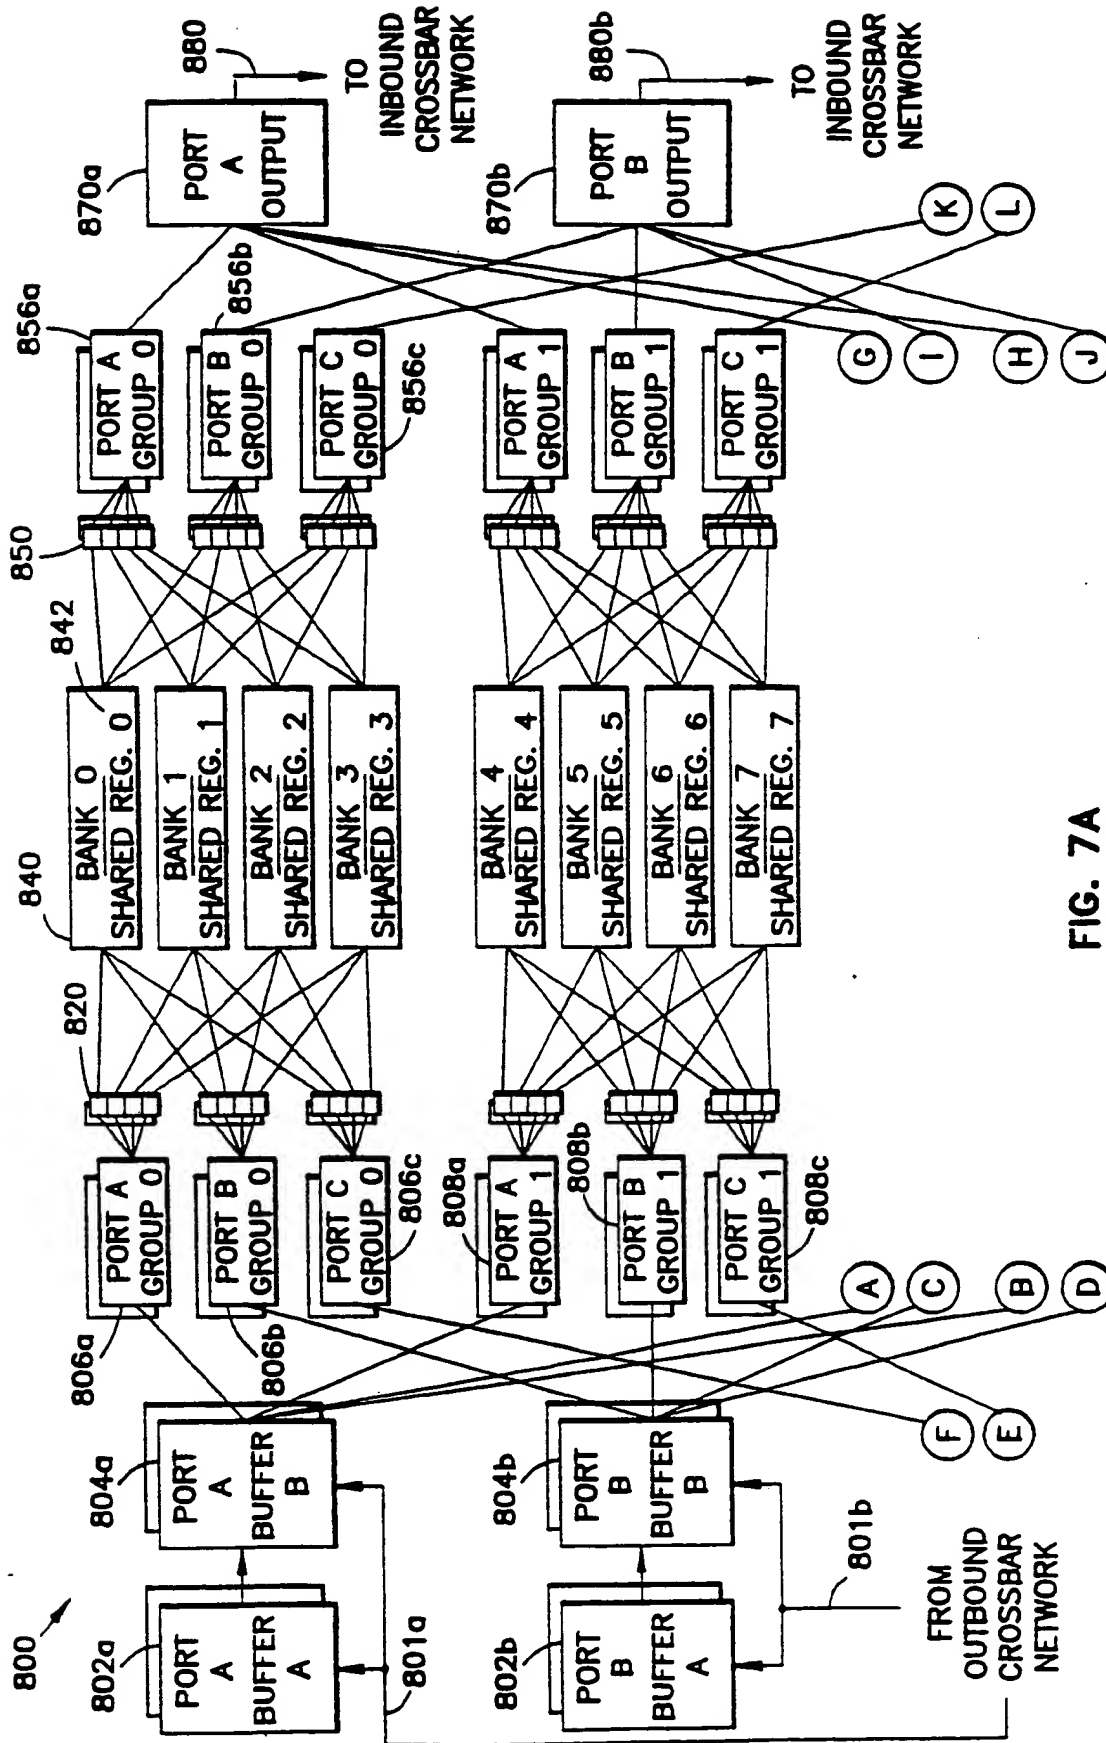 800
802a
PORT
A
BUFFER
A
804a
PORT
A
BUFFER
B
801a
802b
PORT
B
BUFFER
A
804b
PORT
B
BUFFER
B
801b
FROM
OUTBOUND
CROSSBAR
NETWORK
F
E
A
C
B
D
806a
PORT A
GROUP 0
806b
PORT B
GROUP 0
806c
PORT C
GROUP 0
808a
PORT A
GROUP 1
808b
PORT B
GROUP 1
808c
PORT C
GROUP 1
820
840
842
BANK 0
SHARED REG. 0
BANK 1
SHARED REG. 1
BANK 2
SHARED REG. 2
BANK 3
SHARED REG. 3
BANK 4
SHARED REG. 4
BANK 5
SHARED REG. 5
BANK 6
SHARED REG. 6
BANK 7
SHARED REG. 7
850
856a
PORT A
GROUP 0
856b
PORT B
GROUP 0
856c
PORT C
GROUP 0
PORT A
GROUP 1
PORT B
GROUP 1
PORT C
GROUP 1
G
I
H
J
K
L
870a
PORT
A
OUTPUT
880
TO
INBOUND
CROSSBAR
NETWORK
870b
PORT
B
OUTPUT
880b
TO
INBOUND
CROSSBAR
NETWORK
FIG. 7A